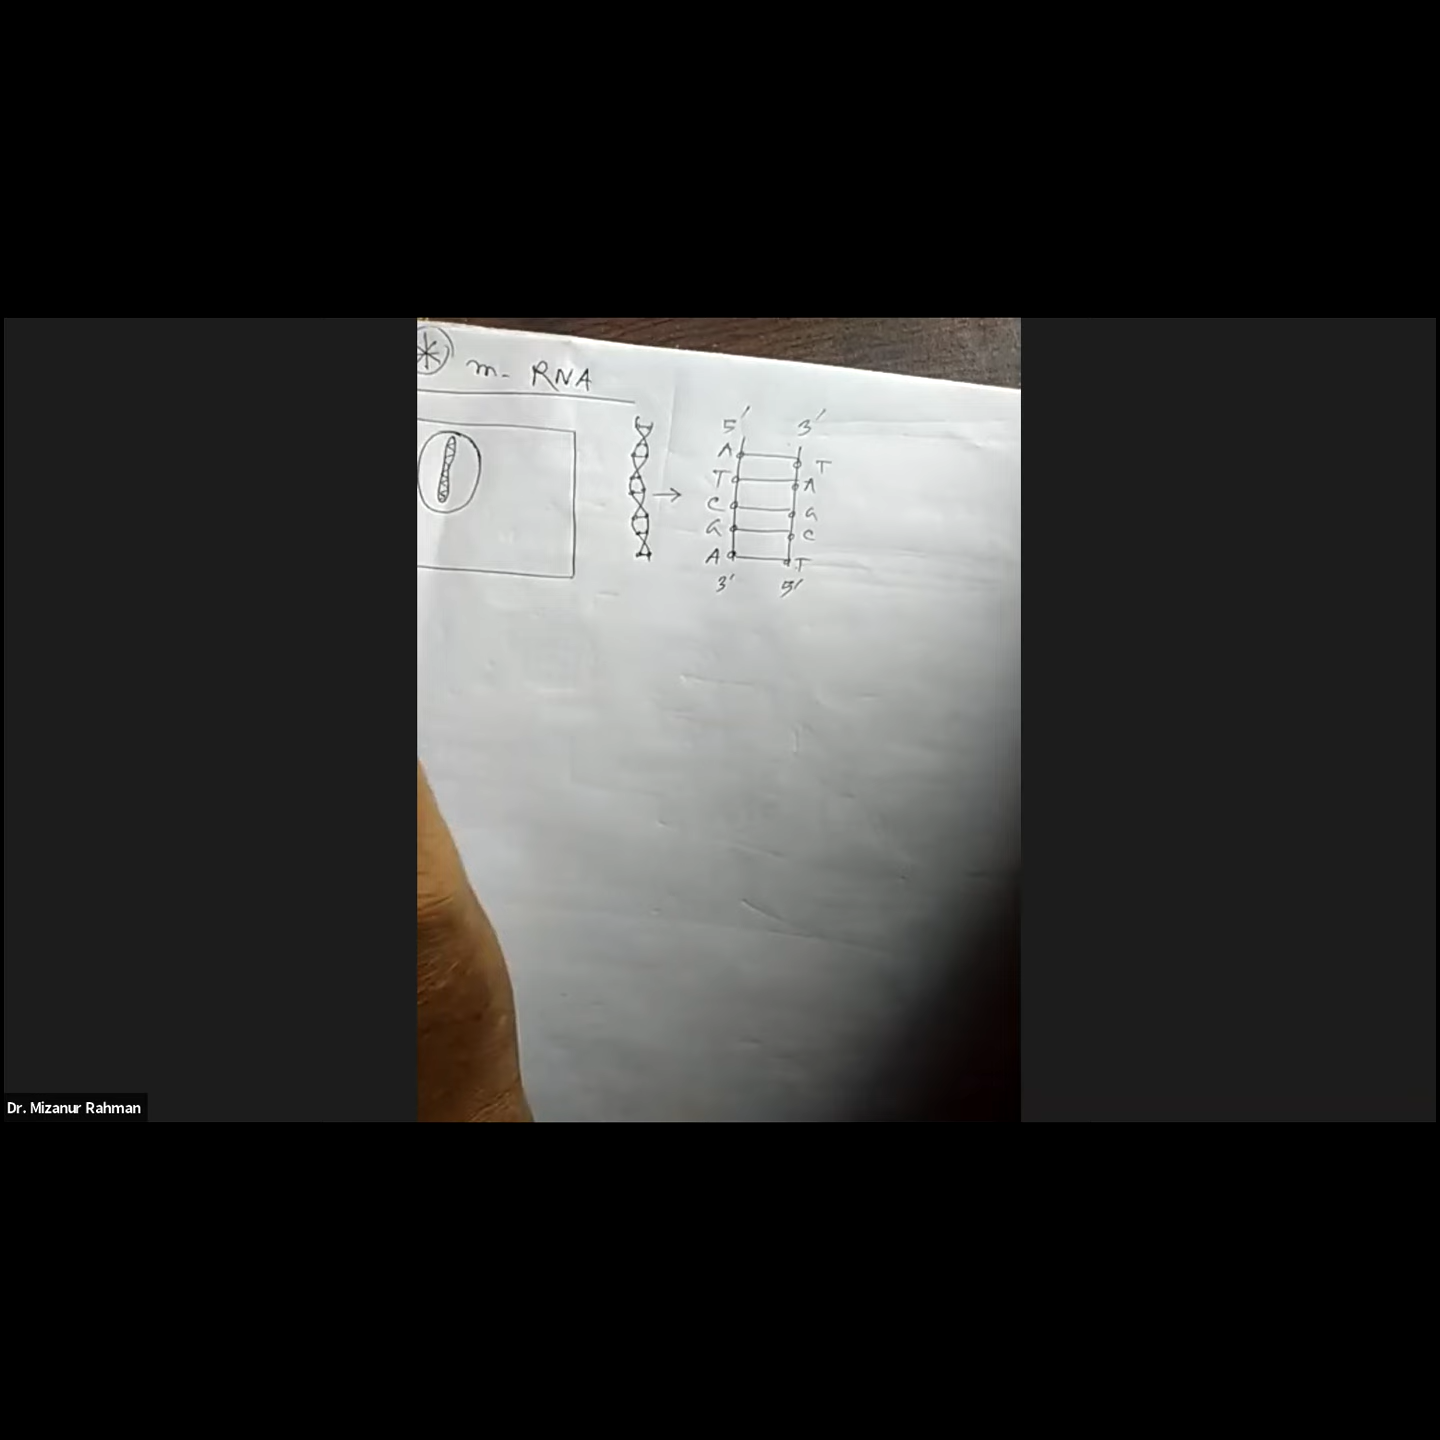 * m- RNA
5' 3'
A T
T A
C G
G C
A T
3' 5'
Dr. Mizanur Rahman